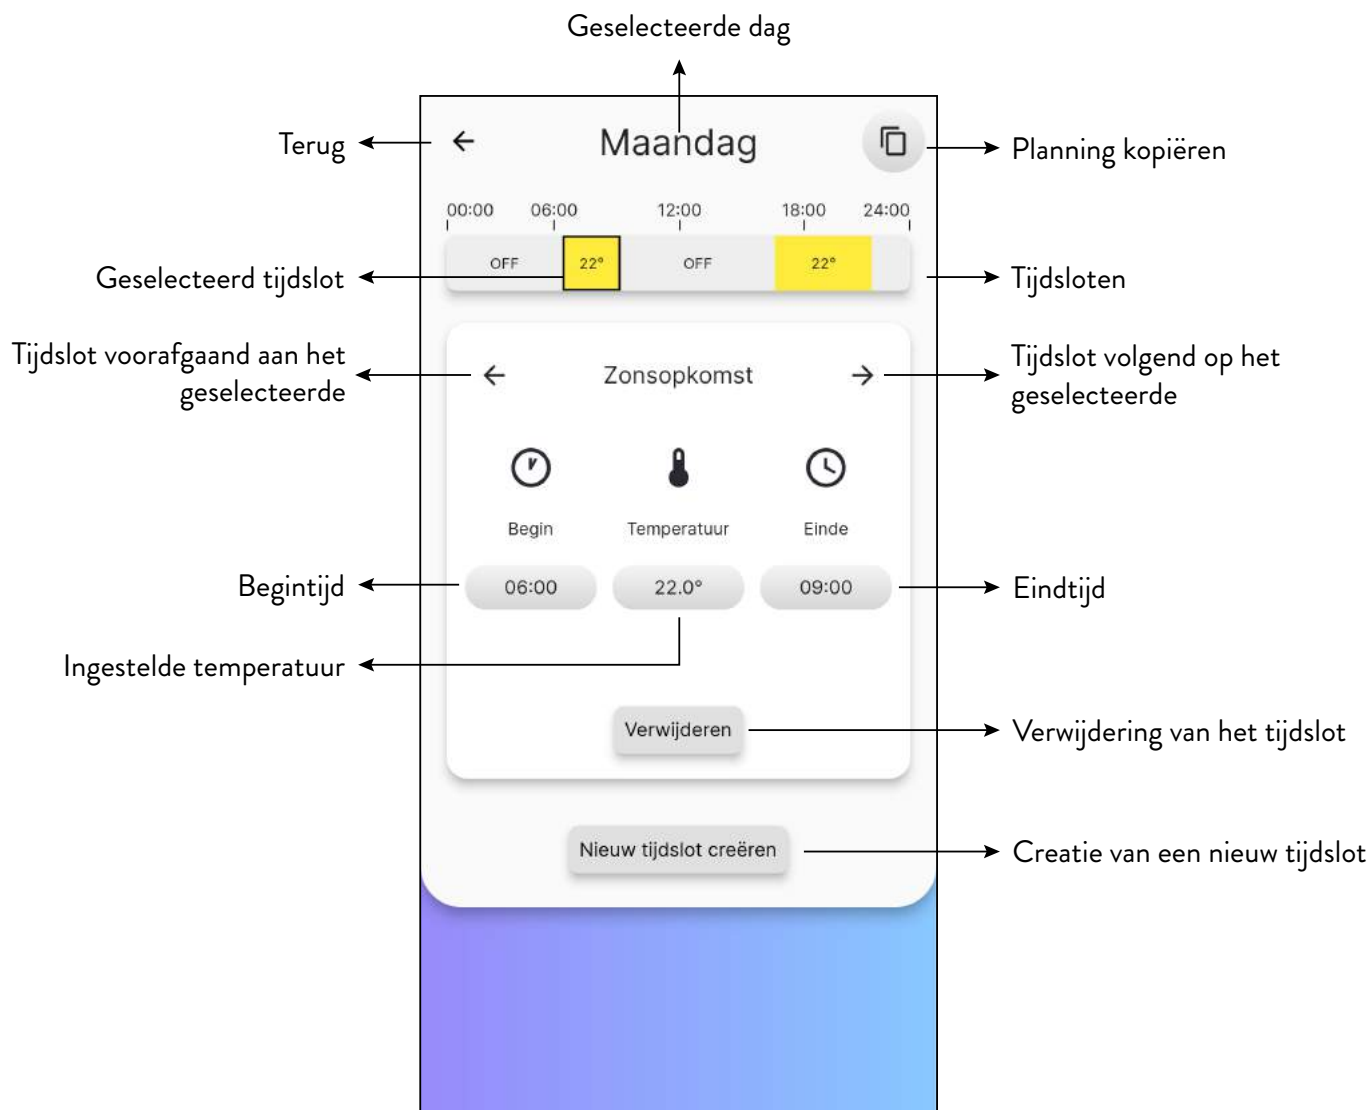 Geselecteerde dag
Terug
Maandag
Planning kopiëren
00:00 06:00 12:00 18:00 24:00
OFF 22° OFF 22°
Geselecteerd tijdslot
Tijdsloten
Tijdslot voorafgaand aan het
geselecteerde
Zonsopkomst
Tijdslot volgend op het
geselecteerde
Begin Temperatuur Einde
Begintijd
06:00 22.0° 09:00
Eindtijd
Ingestelde temperatuur
Verwijderen
Verwijdering van het tijdslot
Nieuw tijdslot creëren
Creatie van een nieuw tijdslot